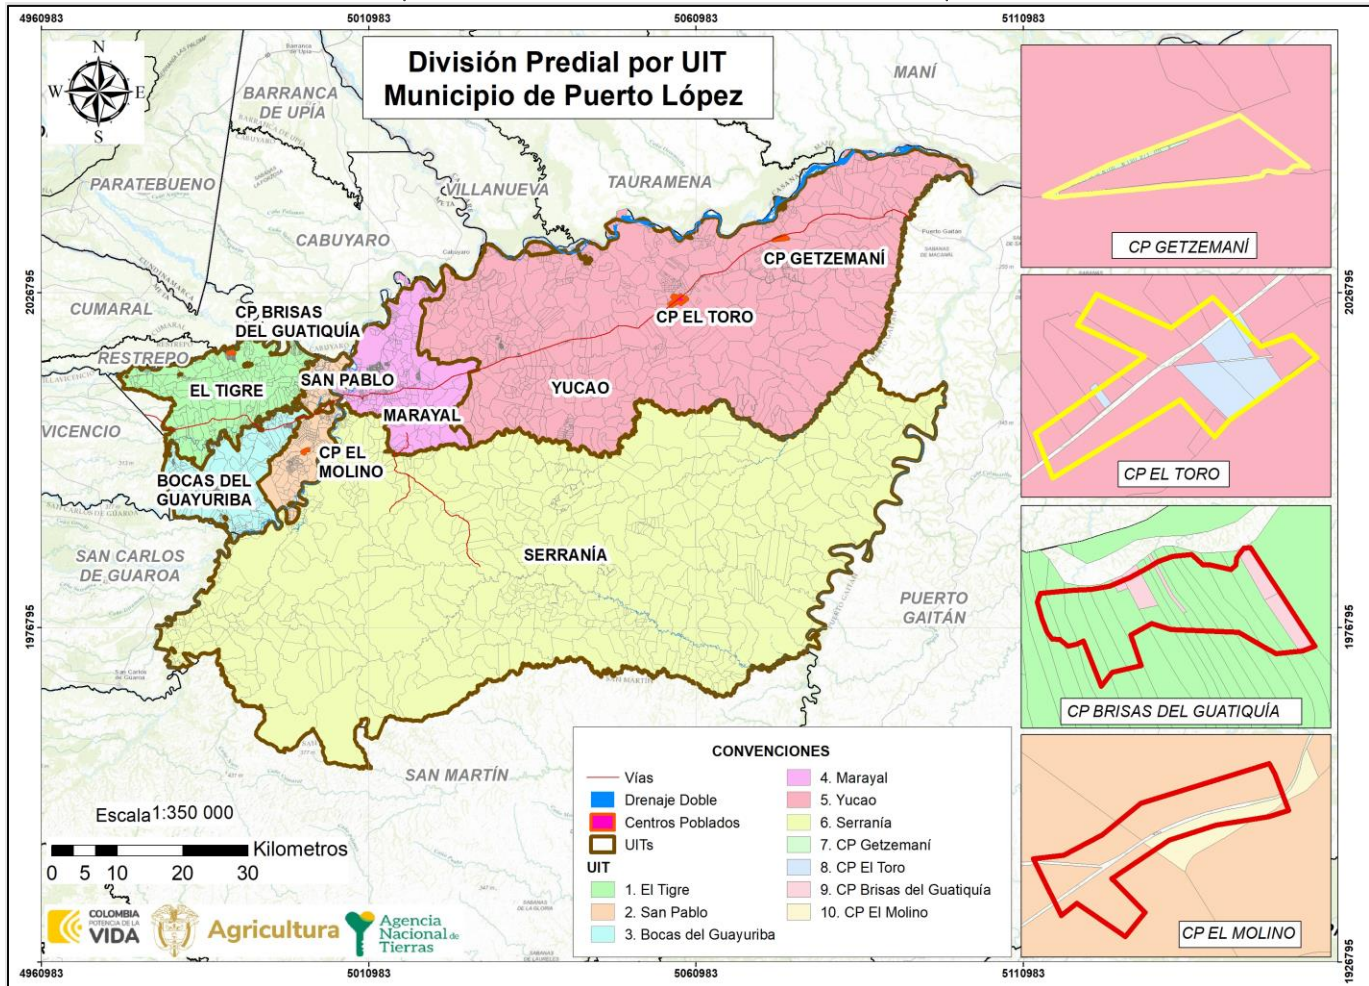 4960983
5010983
5060983
5110983
N
W
E
S
División Predial por UIT
Municipio de Puerto López
MANÍ
BARRANCA
DE UPÍA
PARATEBUENO
VILLANUEVA
TAURAMENA
CABUYARO
CUMARAL
RESTREPO
VICENCIO
SAN CARLOS
DE GUAROA
SAN MARTÍN
PUERTO
GAITÁN
CP BRISAS
DEL GUATIQUÍA
EL TIGRE
SAN PABLO
MARAYAL
YUCAO
CP GETZEMANÍ
CP EL TORO
BOCAS DEL
GUAYURIBA
CP EL
MOLINO
SERRANÍA
2026795
1976795
2026795
1976795
1926795
CP GETZEMANÍ
CP EL TORO
CP BRISAS DEL GUATIQUÍA
CP EL MOLINO
CONVENCIONES
Vías
Drenaje Doble
Centros Poblados
UITs
UIT
1. El Tigre
2. San Pablo
3. Bocas del Guayuriba
4. Marayal
5. Yucao
6. Serranía
7. CP Getzemaní
8. CP El Toro
9. CP Brisas del Guatiquía
10. CP El Molino
Escala 1:350 000
Kilometros
0 5 10 20 30
COLOMBIA
POTENCIA DE LA
VIDA
Agricultura
Agencia
Nacional de
Tierras
4960983
5010983
5060983
5110983